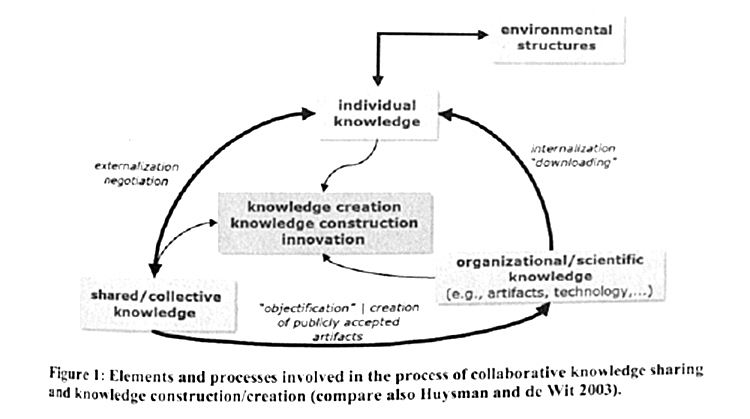 environmental
structures
individual
knowledge
externalization
negotiation
internalization
"downloading"
knowledge creation
knowledge construction
innovation
organizational/scientific
knowledge
(e.g., artifacts, technology,...)
shared/collective
knowledge
"objectification" | creation
of publicly accepted
artifacts
Figure 1: Elements and processes involved in the process of collaborative knowledge sharing
and knowledge construction/creation (compare also Huysman and de Wit 2003).